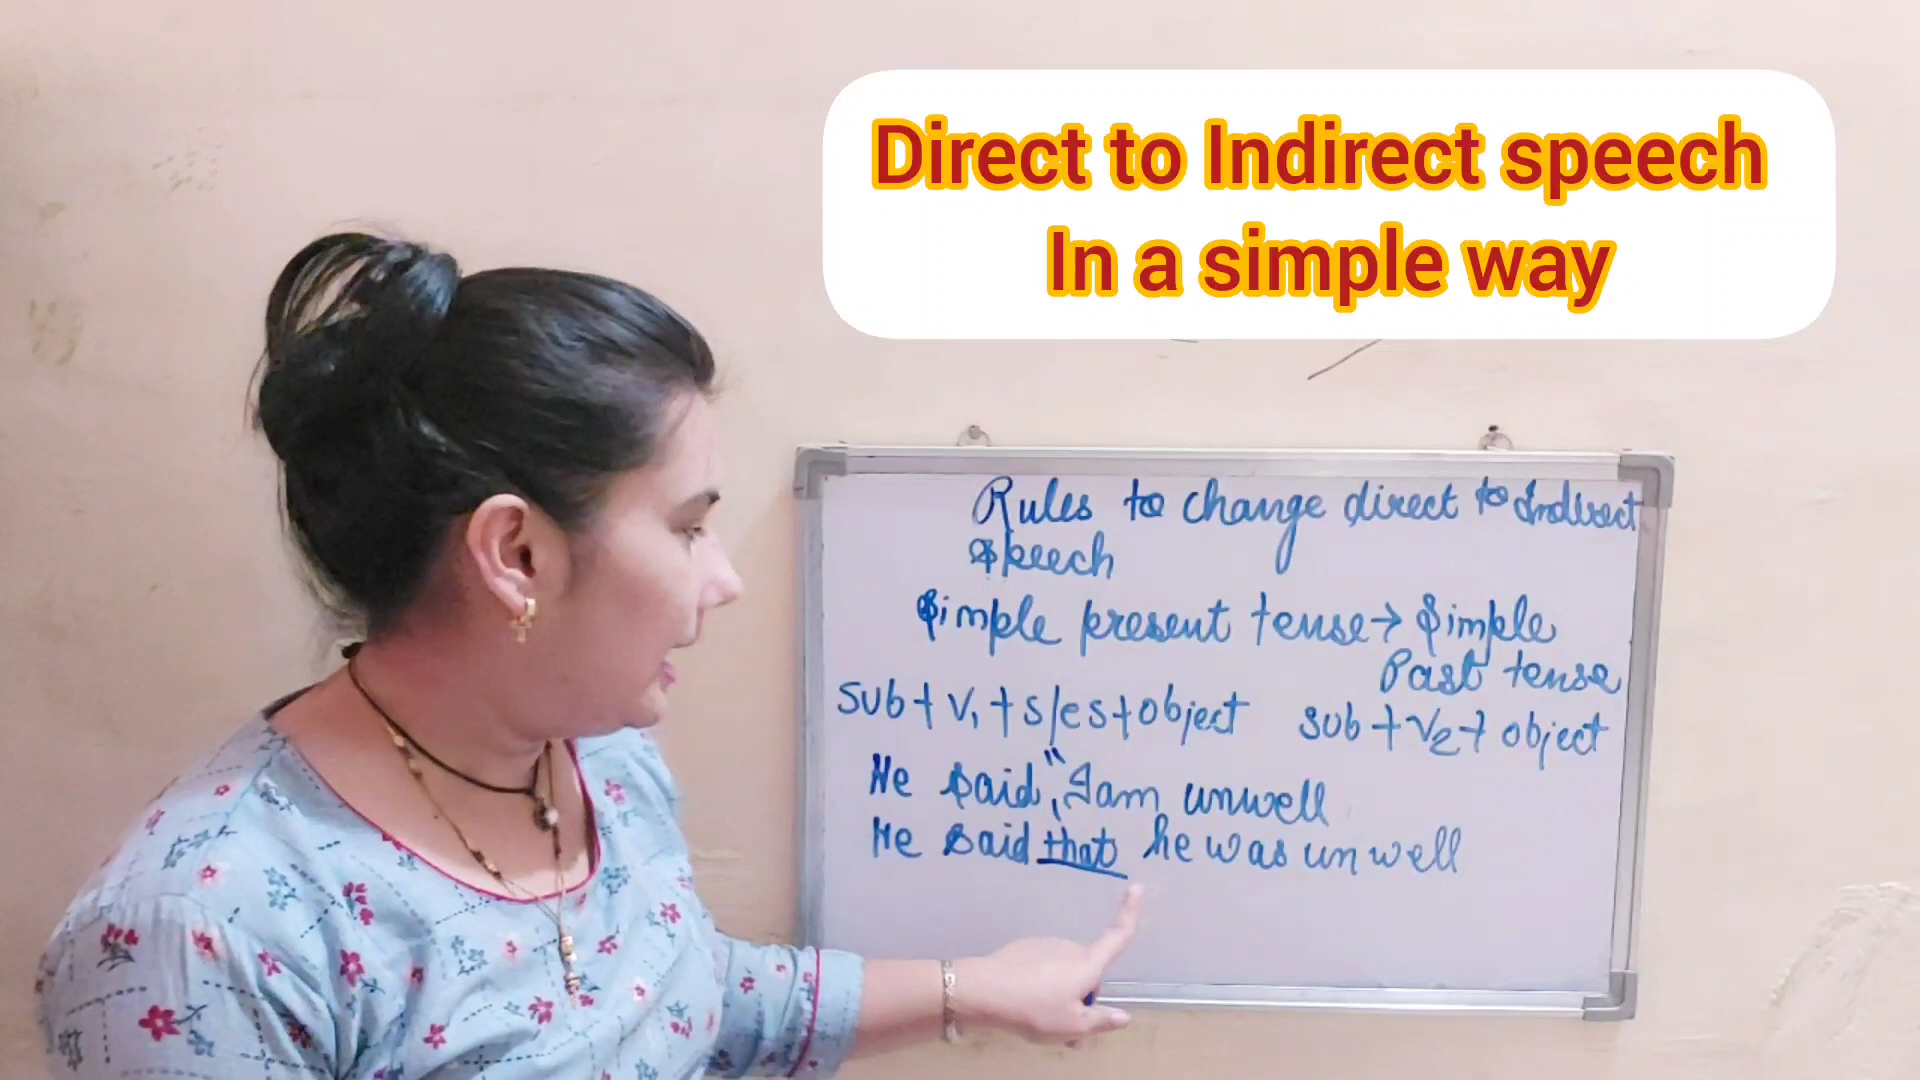 Direct to Indirect speech
In a simple way
Rules to change direct to Indirect
Speech
Simple present tense→ Simple
Past tense
Sub + V1 + s/es + object sub + V2 + object
He said, "I am unwell
He said that he was unwell